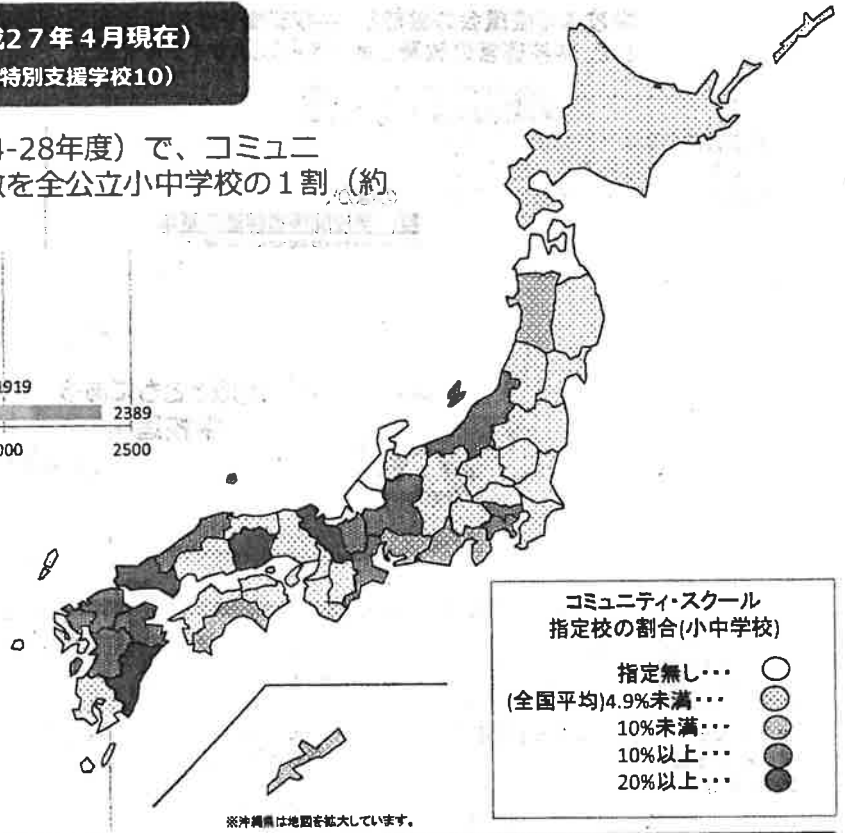 成27年4月現在)
特別支援学校10)
4-28年度)で、コミュニ
数を全公立小中学校の1割(約
1919
2389
000
2500
コミュニティ・スクール
指定校の割合(小中学校)
指定無し・・・
(全国平均)4.9%未満・・・
10%未満・・・
10%以上・・・
20%以上・・・
※沖縄県は地図を拡大しています。